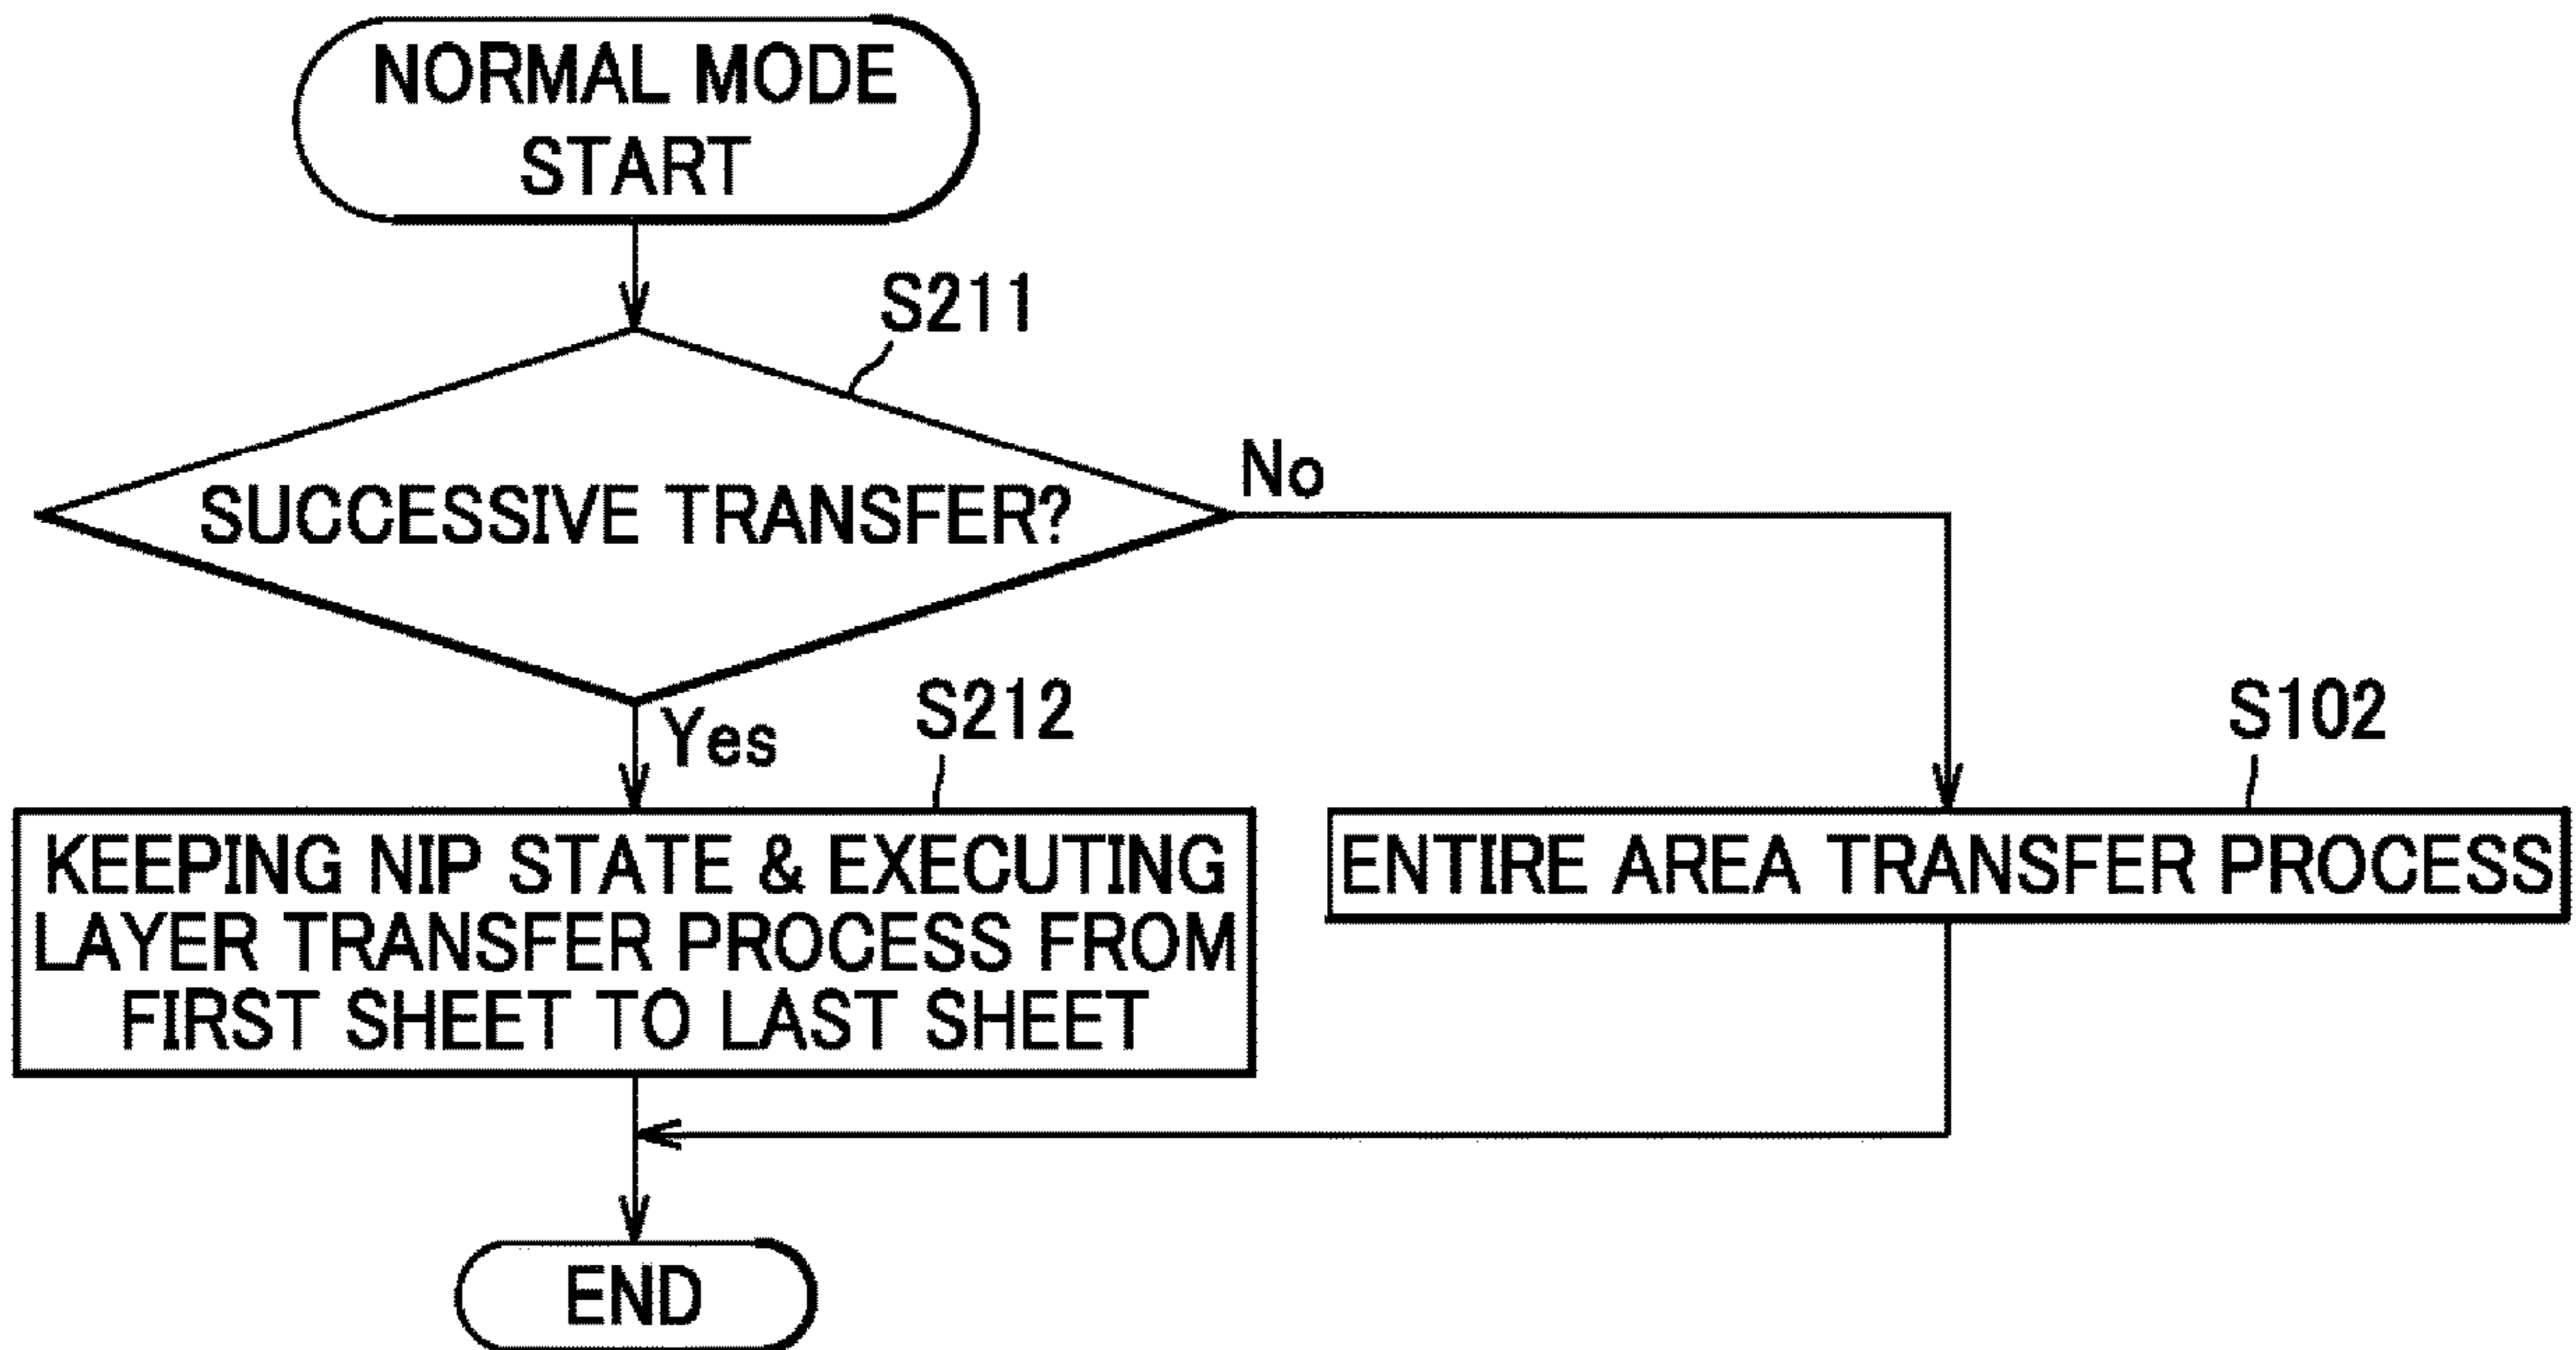 NORMAL MODE
START
S211
SUCCESSIVE TRANSFER?
No
Yes
S212
KEEPING NIP STATE & EXECUTING
LAYER TRANSFER PROCESS FROM
FIRST SHEET TO LAST SHEET
S102
ENTIRE AREA TRANSFER PROCESS
END